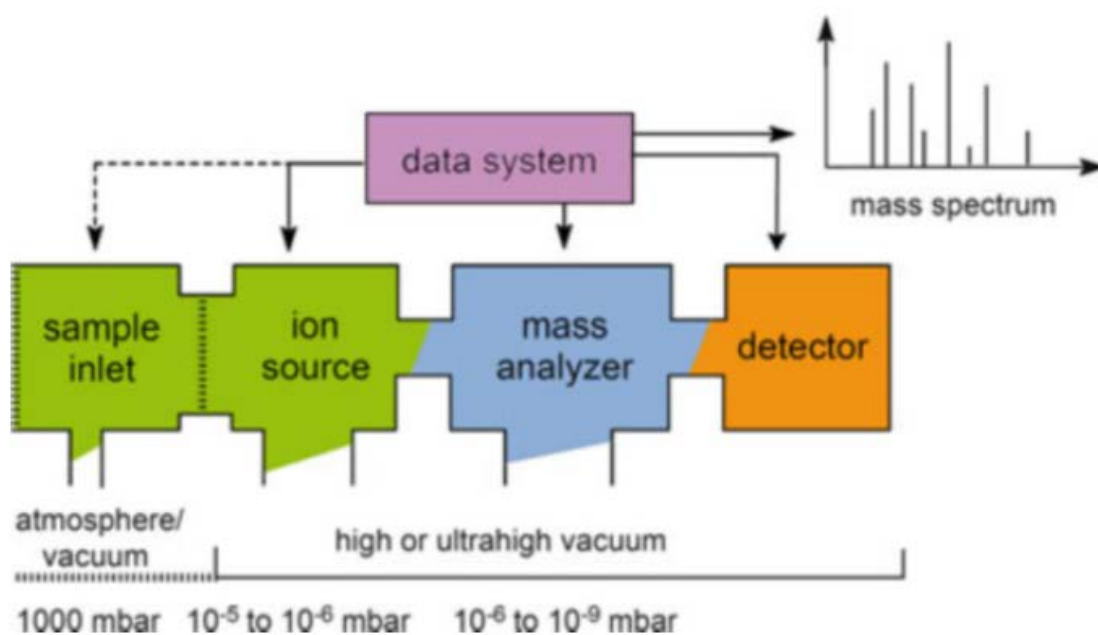 data system
mass spectrum
sample
inlet
ion
source
mass
analyzer
detector
atmosphere/
vacuum
high or ultrahigh vacuum
1000 mbar 10⁻⁵ to 10⁻⁶ mbar 10⁻⁶ to 10⁻⁹ mbar